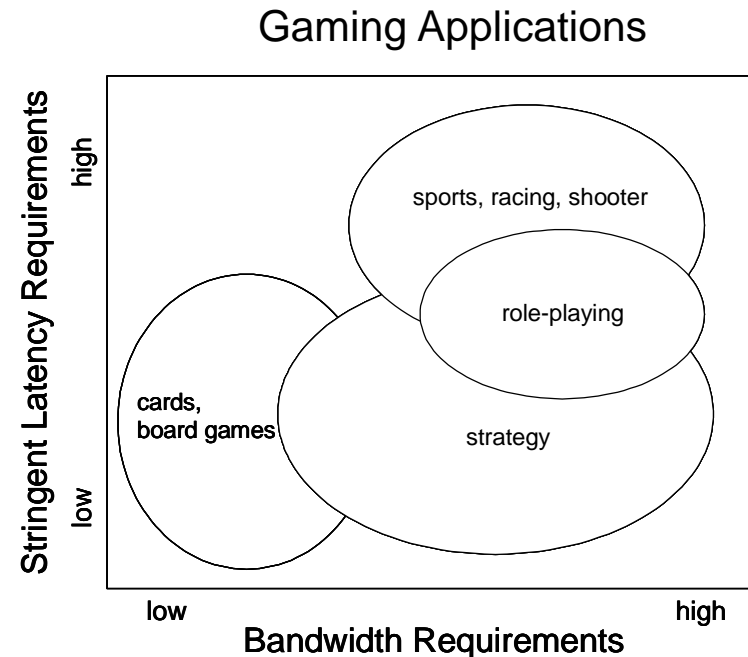 Gaming Applications
Stringent Latency Requirements
high
low
sports, racing, shooter
role-playing
cards,
board games
strategy
low
high
Bandwidth Requirements